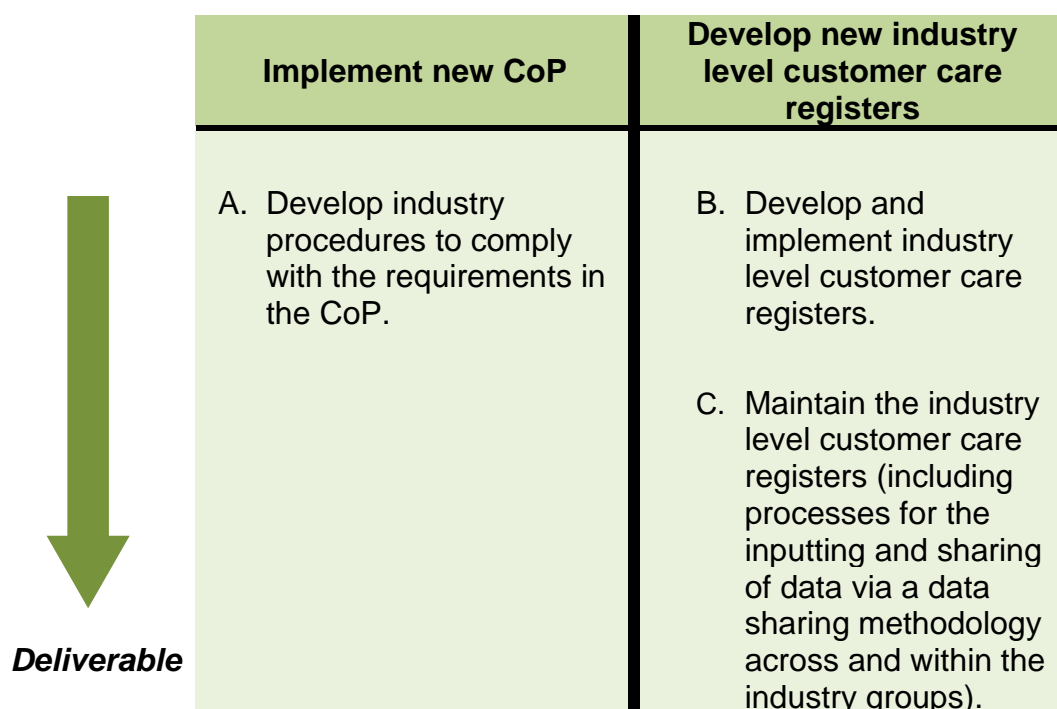 Implement new CoP
Develop new industry
level customer care
registers
A. Develop industry
procedures to comply
with the requirements in
the CoP.
B. Develop and
implement industry
level customer care
registers.
C. Maintain the industry
level customer care
registers (including
processes for the
inputting and sharing
of data via a data
sharing methodology
across and within the
industry groups).
Deliverable